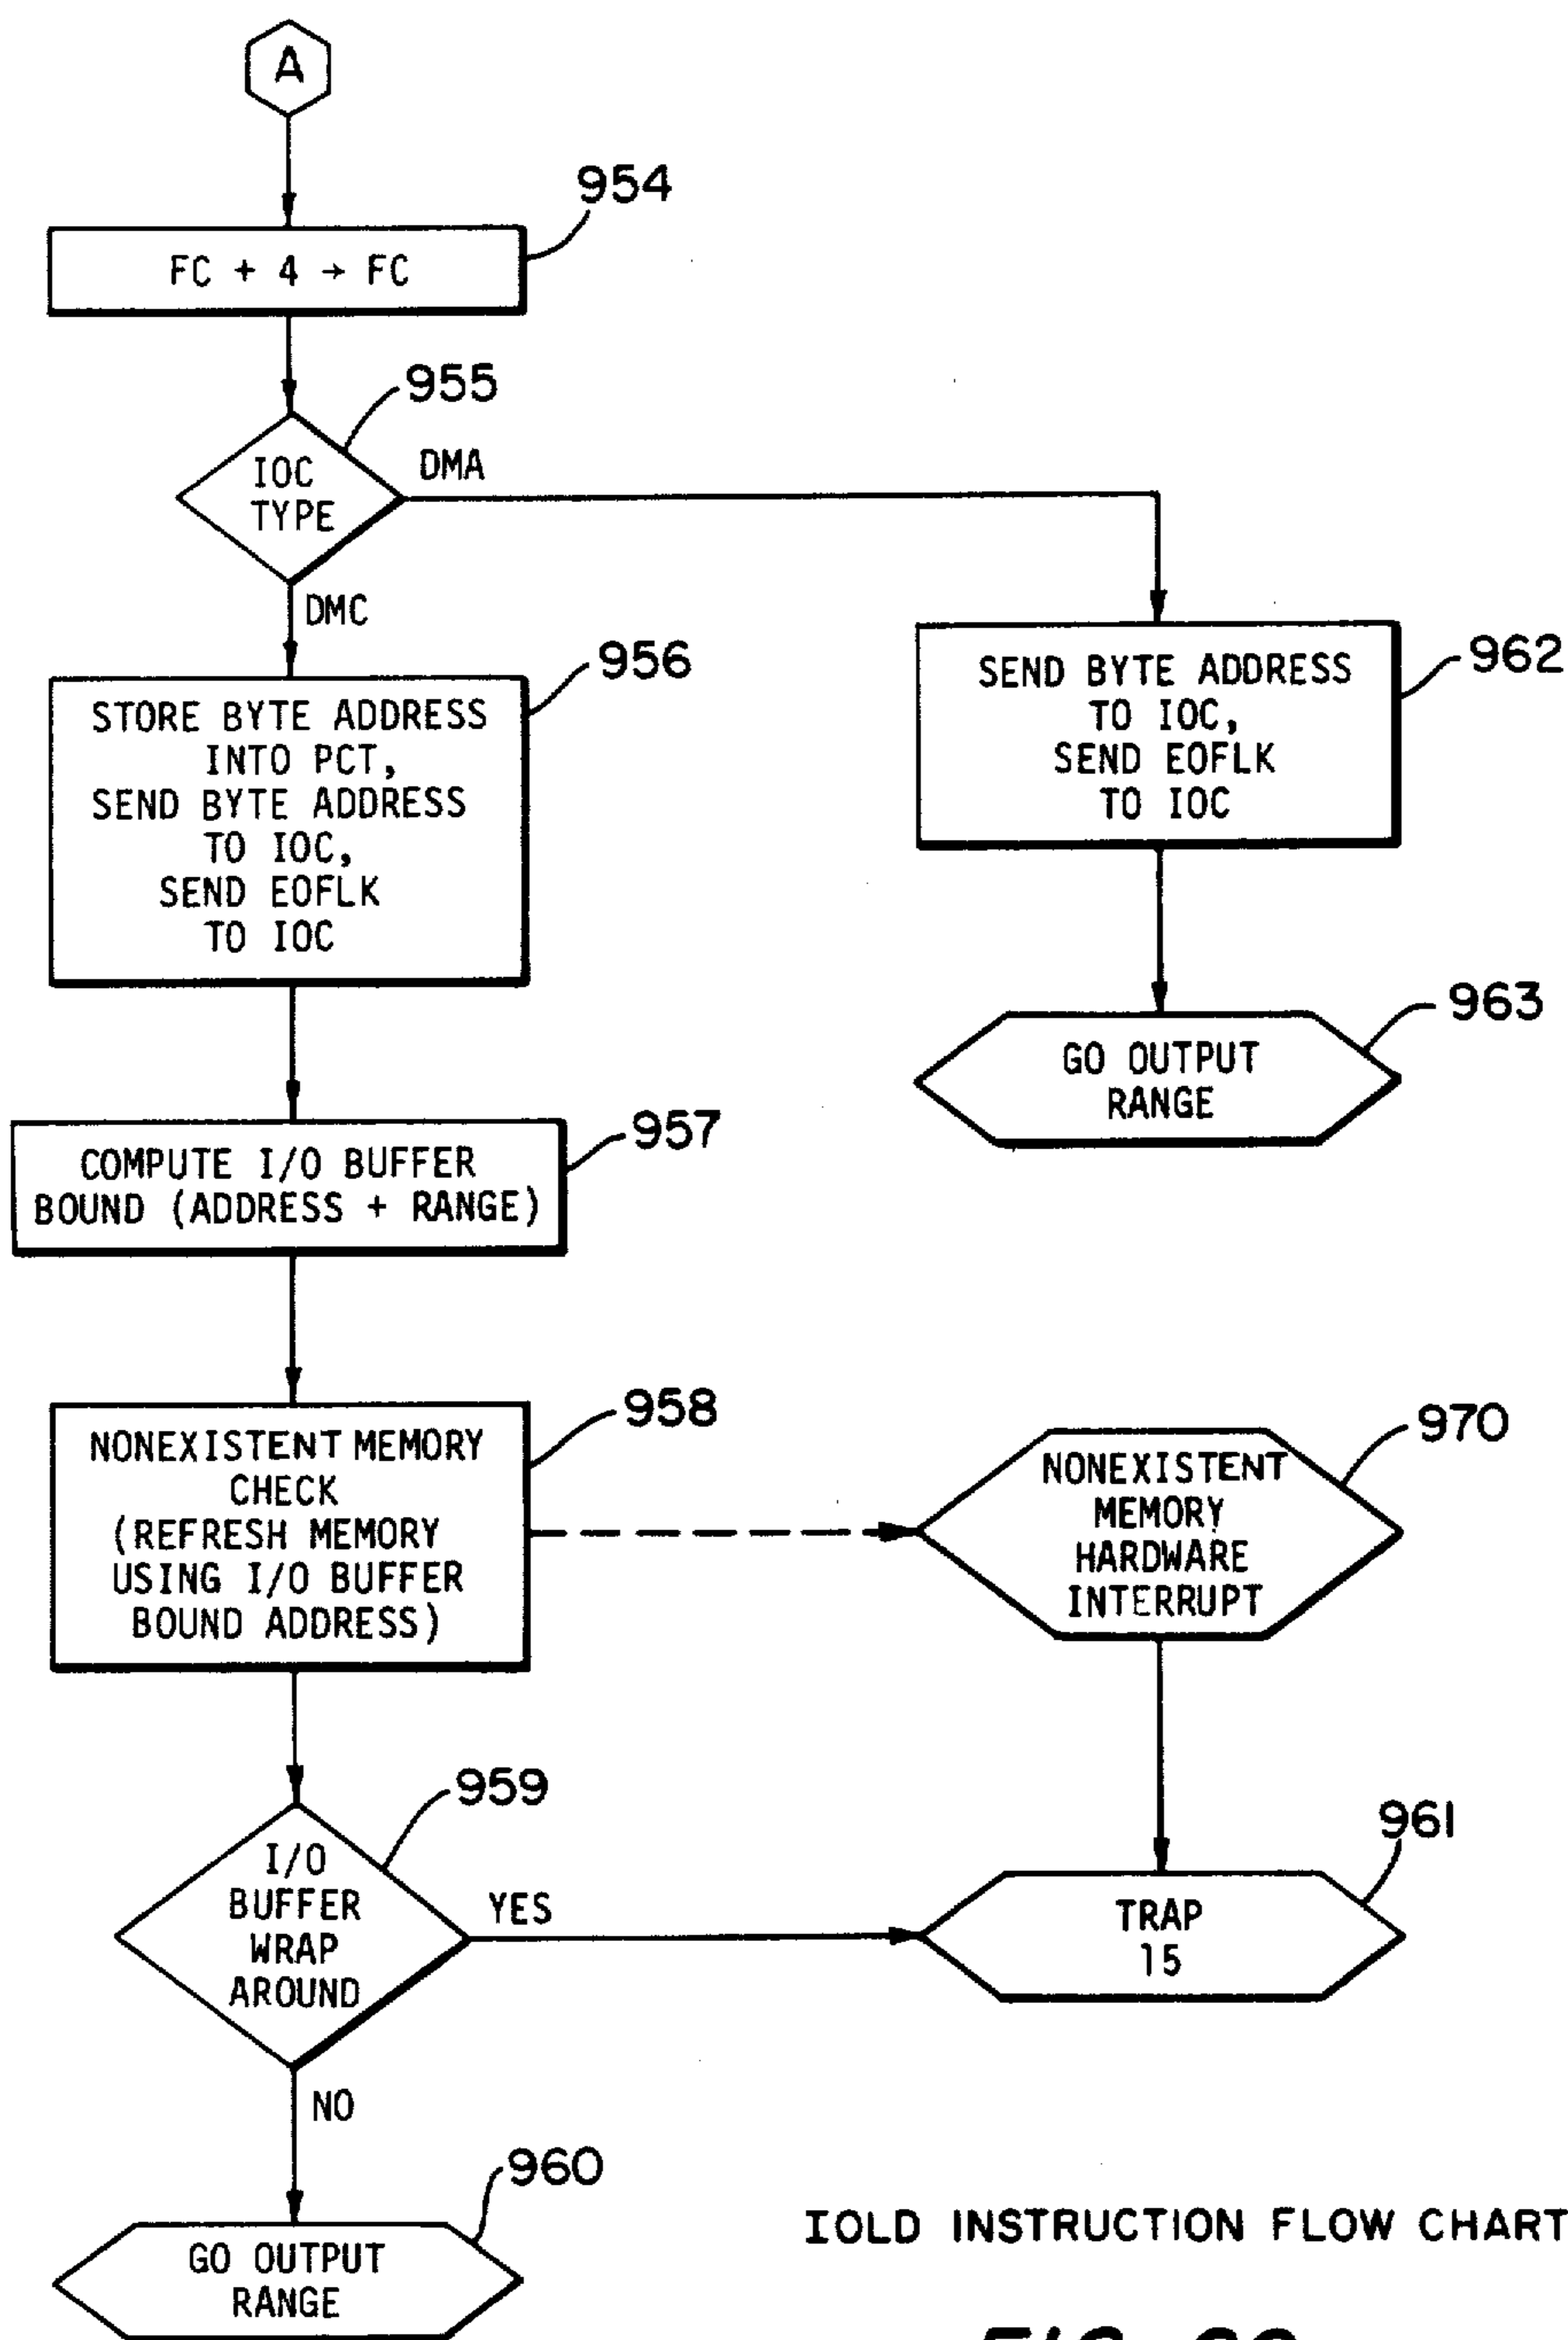 A
954
FC + 4 → FC
955
IOC
TYPE
DMA
DMC
956
STORE BYTE ADDRESS
INTO PCT,
SEND BYTE ADDRESS
TO IOC,
SEND EOFLK
TO IOC
962
SEND BYTE ADDRESS
TO IOC,
SEND EOFLK
TO IOC
963
GO OUTPUT
RANGE
957
COMPUTE I/O BUFFER
BOUND (ADDRESS + RANGE)
958
NONEXISTENT MEMORY
CHECK
(REFRESH MEMORY
USING I/O BUFFER
BOUND ADDRESS)
970
NONEXISTENT
MEMORY
HARDWARE
INTERRUPT
959
I/O
BUFFER
WRAP
AROUND
YES
961
TRAP
15
NO
960
GO OUTPUT
RANGE
IOLD INSTRUCTION FLOW CHART